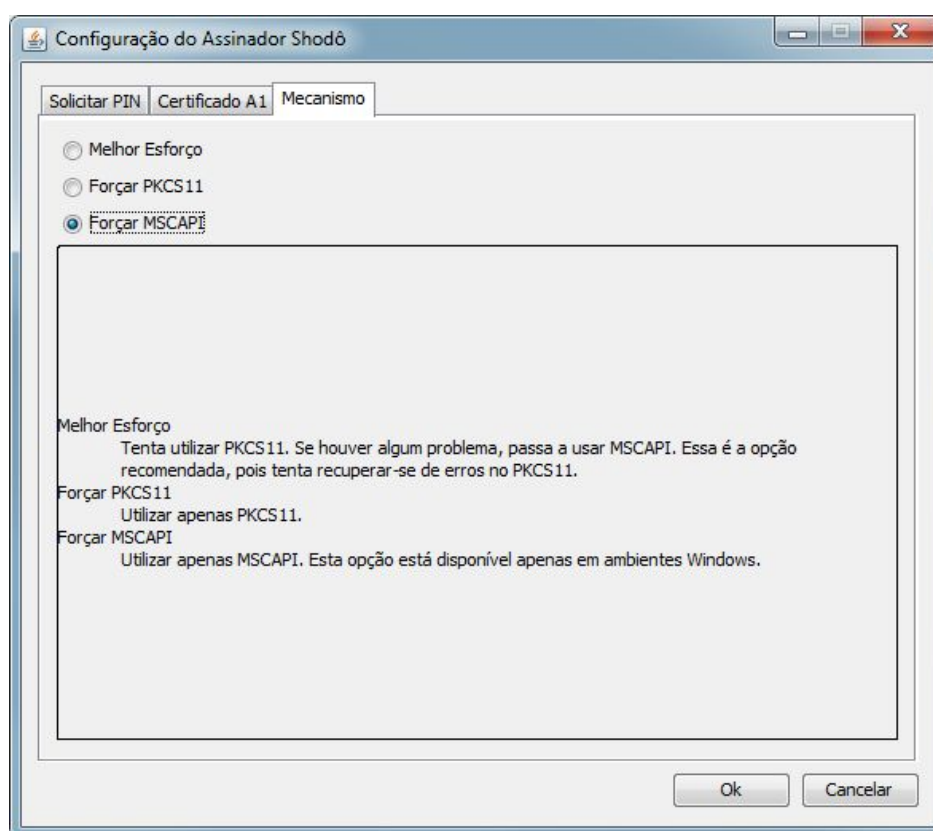 Configuração do Assinador Shodô
Solicitar PIN Certificado A1 Mecanismo
Melhor Esforço
Forçar PKCS11
Forçar MSCAPI
Melhor Esforço
Tenta utilizar PKCS11. Se houver algum problema, passa a usar MSCAPI. Essa é a opção
recomendada, pois tenta recuperar-se de erros no PKCS11.
Forçar PKCS11
Utilizar apenas PKCS11.
Forçar MSCAPI
Utilizar apenas MSCAPI. Esta opção está disponível apenas em ambientes Windows.
Ok Cancelar